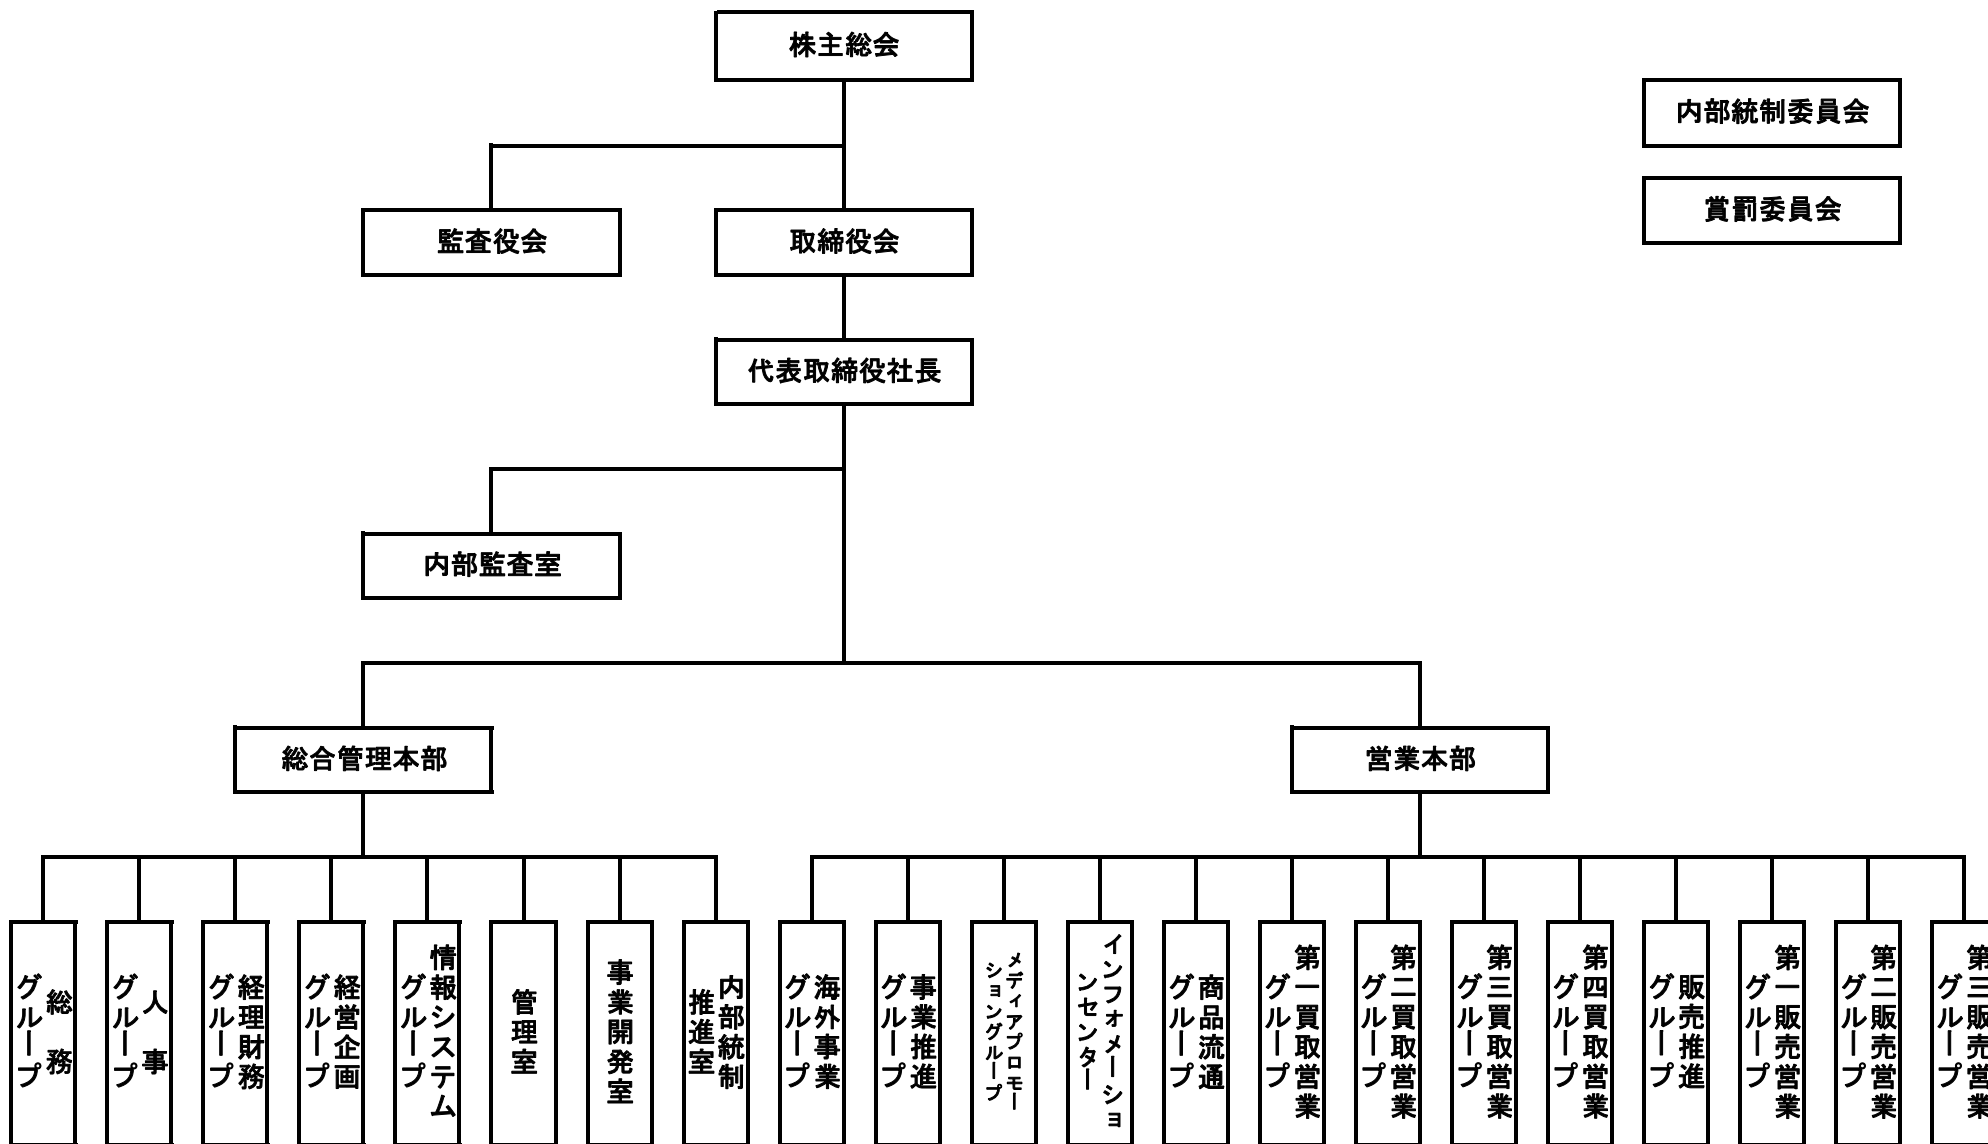 株主総会
内部統制委員会
賞罰委員会
監査役会
取締役会
代表取締役社長
内部監査室
総合管理本部
営業本部
総務
グループ
人事
グループ
経理財務
グループ
経営企画
グループ
情報システム
グループ
管理室
事業開発室
内部統制
推進室
海外事業
グループ
事業推進
グループ
メディアプロモー
ショングループ
インフォメーショ
ンセンター
商品流通
グループ
第一買取営業
グループ
第二買取営業
グループ
第三買取営業
グループ
第四買取営業
グループ
販売推進
グループ
第一販売営業
グループ
第二販売営業
グループ
第三販売営業
グループ